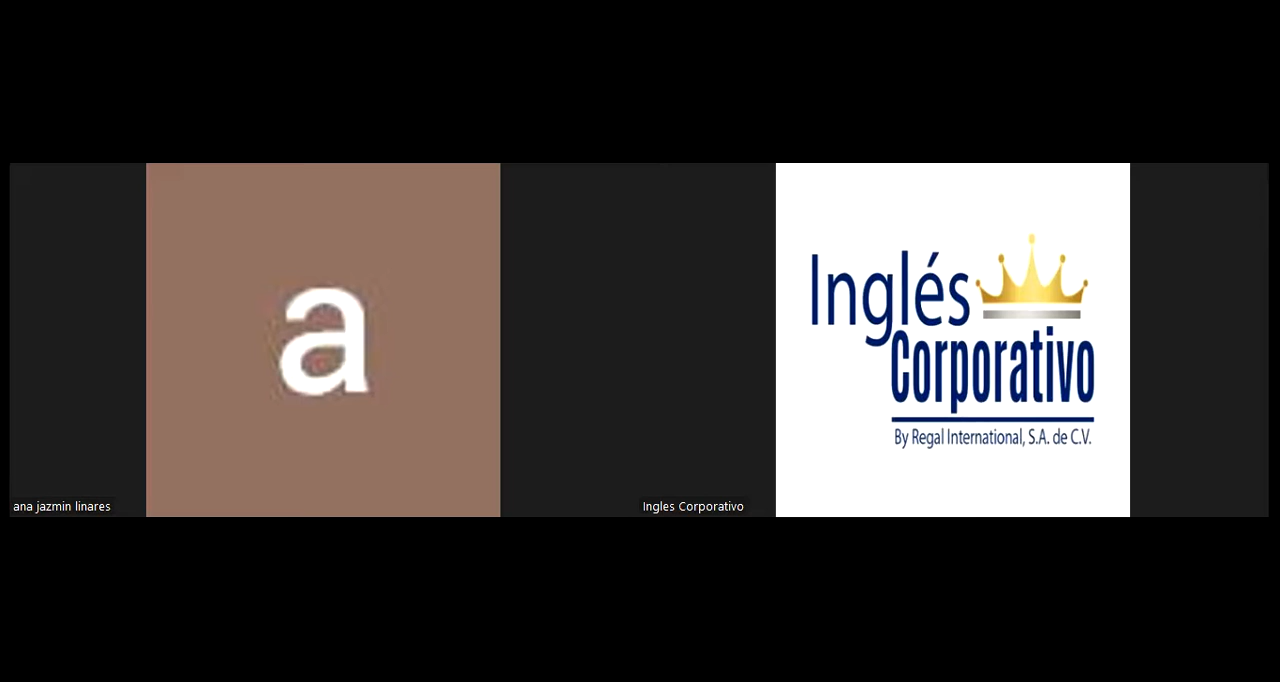 a
Inglés
Corporativo
By Regal International, S.A. de C.V.
ana jazmin linares
Ingles Corporativo